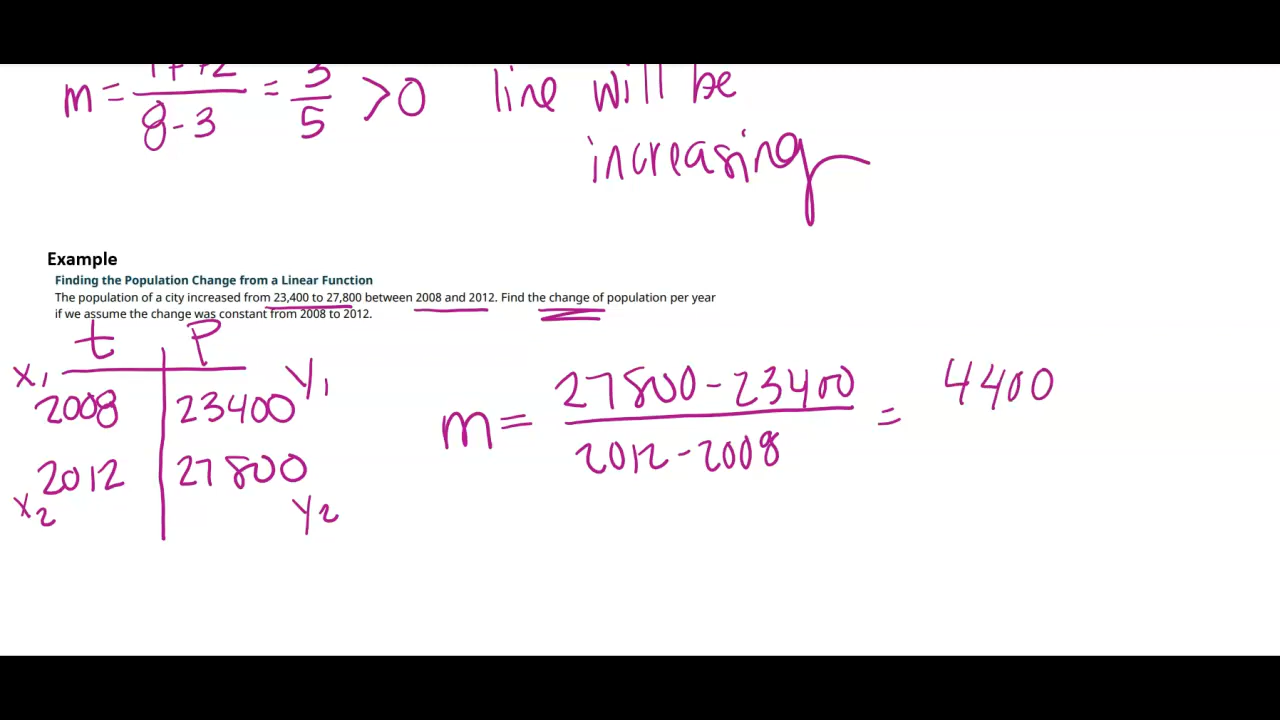 m = / 8-3 = 3/5 >0 line will be
increasing
Example
Finding the Population Change from a Linear Function
The population of a city increased from 23,400 to 27,800 between 2008 and 2012. Find the change of population per year
if we assume the change was constant from 2008 to 2012.
t P
x1 y1
2008 23400
2012 27800
x2 y2
m = 27800-23400 / 2012-2008 = 4400